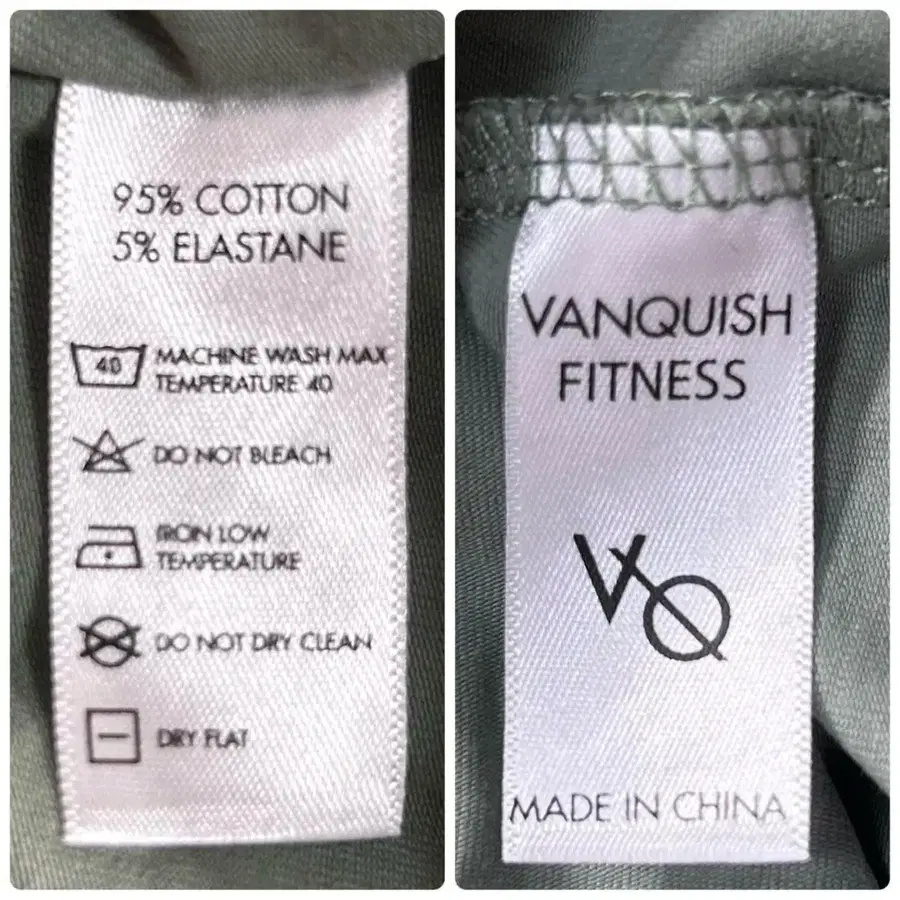 95% COTTON
5% ELASTANE
40 MACHINE WASH MAX
TEMPERATURE 40
DO NOT BLEACH
IRON LOW
TEMPERATURE
DO NOT DRY CLEAN
DRY FLAT
VANQUISH
FITNESS
VQ
MADE IN CHINA